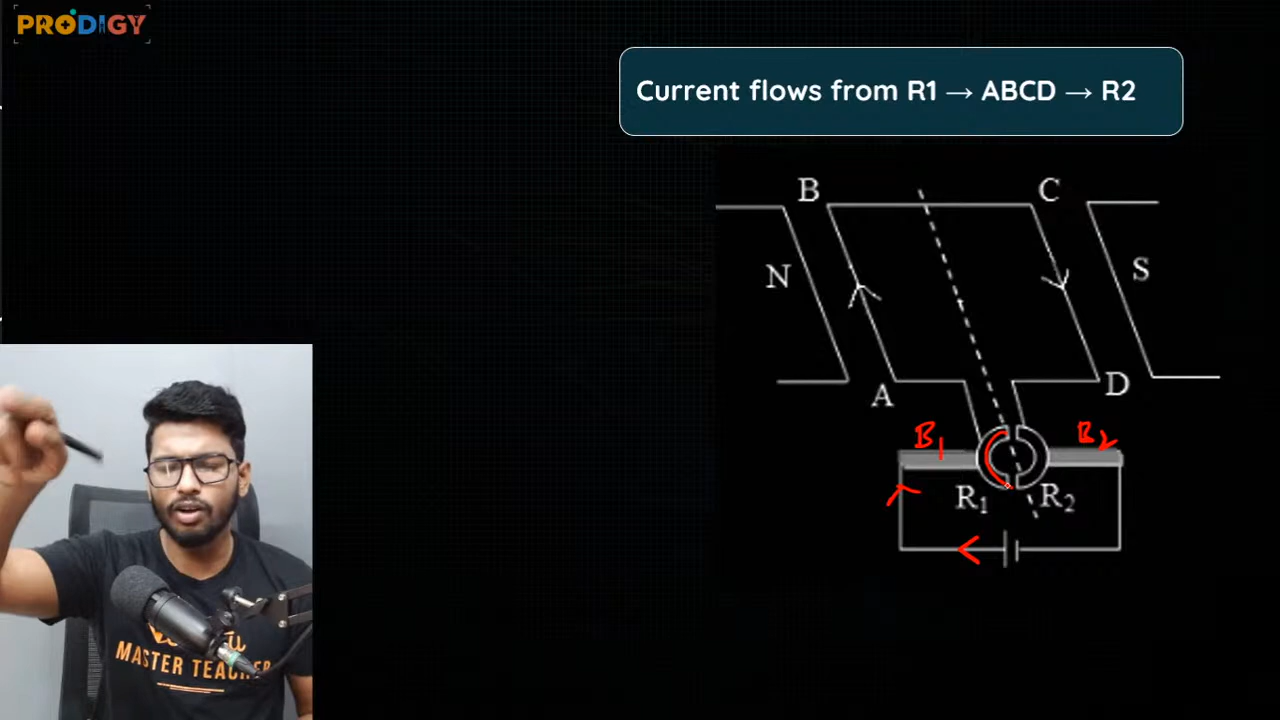 PRODIGY
Current flows from R1 → ABCD → R2
B
C
N
S
A
D
B1
B2
R1
R2
MASTER TEACHER